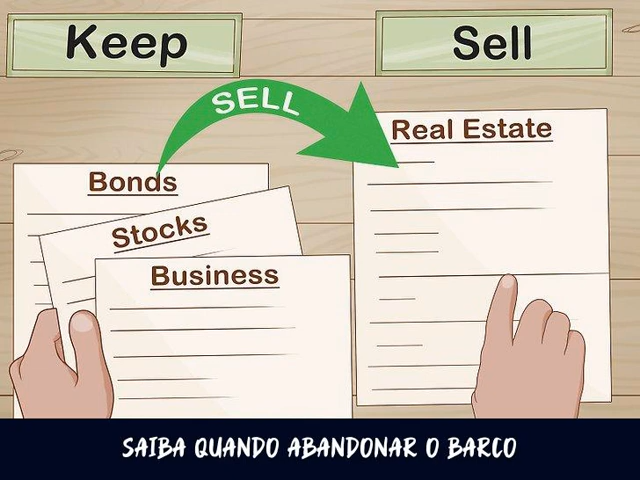 Keep
Sell
SELL
Real Estate
Bonds
Stocks
Business
SAIBA QUANDO ABANDONAR O BARCO